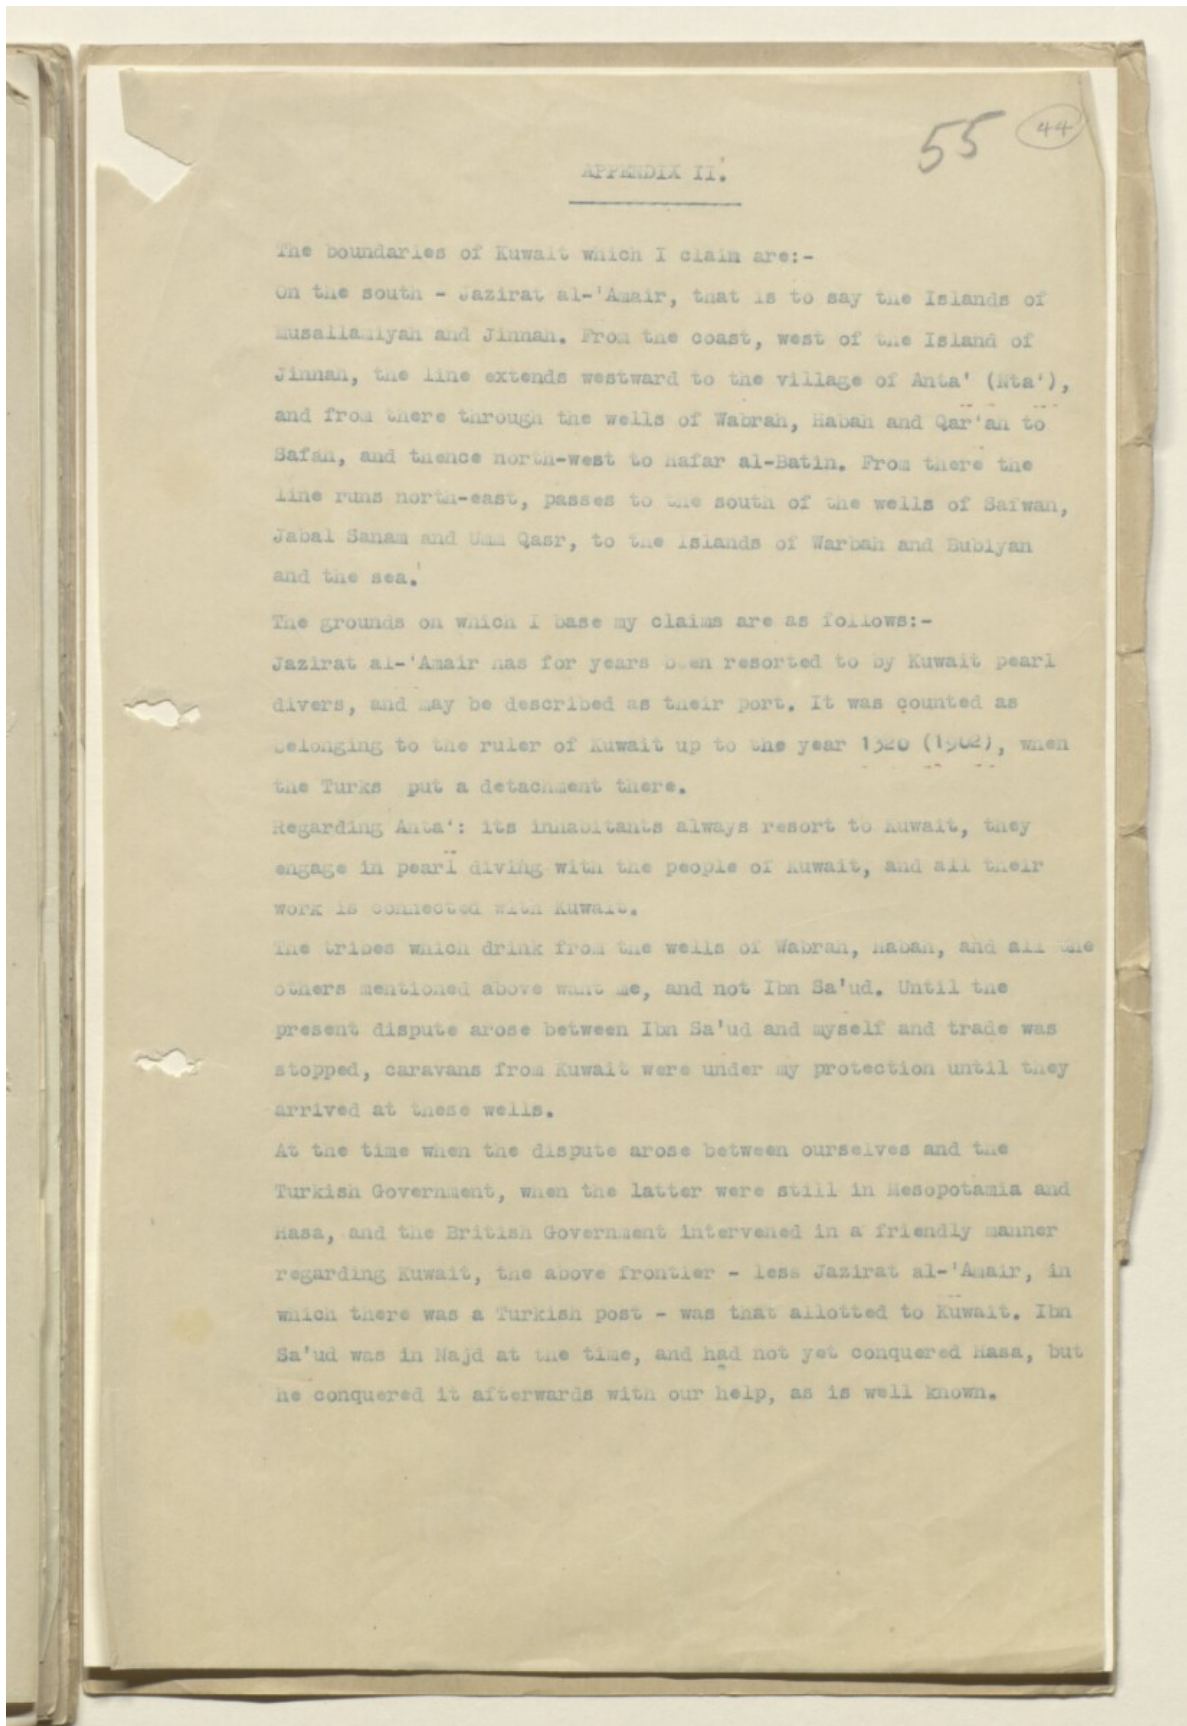 55
44
APPENDIX II.
The boundaries of Kuwait which I claim are:-
On the south - Jazirat al-'Amair, that is to say the Islands of
Musallamiyah and Jinnah. From the coast, west of the Island of
Jinnah, the line extends westward to the village of Anta' (Nta'),
and from there through the wells of Wabrah, Habah and Qar'ah to
Safah, and thence north-west to Hafar al-Batin. From there the
line runs north-east, passes to the south of the wells of Safwan,
Jabal Sanam and Umm Qasr, to the Islands of Warbah and Bubiyan
and the sea.
The grounds on which I base my claims are as follows:-
Jazirat al-'Amair has for years been resorted to by Kuwait pearl
divers, and may be described as their port. It was counted as
belonging to the ruler of Kuwait up to the year 1320 (1902), when
the Turks put a detachment there.
Regarding Anta': its inhabitants always resort to Kuwait, they
engage in pearl diving with the people of Kuwait, and all their
work is connected with Kuwait.
The tribes which drink from the wells of Wabrah, Habah, and all the
others mentioned above want me, and not Ibn Sa'ud. Until the
present dispute arose between Ibn Sa'ud and myself and trade was
stopped, caravans from Kuwait were under my protection until they
arrived at these wells.
At the time when the dispute arose between ourselves and the
Turkish Government, when the latter were still in Mesopotamia and
Hasa, and the British Government intervened in a friendly manner
regarding Kuwait, the above frontier - less Jazirat al-'Amair, in
which there was a Turkish post - was that allotted to Kuwait. Ibn
Sa'ud was in Najd at the time, and had not yet conquered Hasa, but
he conquered it afterwards with our help, as is well known.